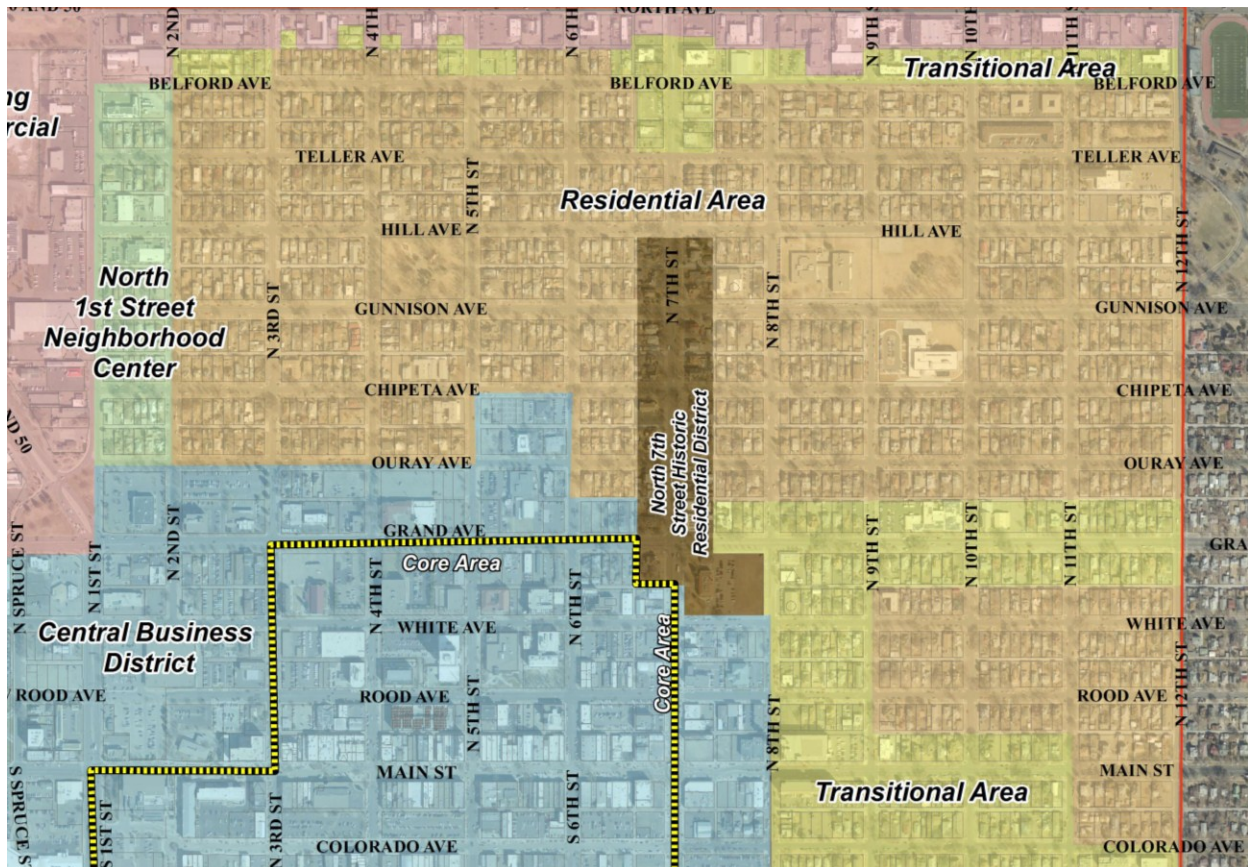 NORTH AVE
N 2ND
N 4TH
N 6TH
N 9TH ST
N 10TH
11TH ST
Transitional Area
BELFORD AVE
BELFORD AVE
BELFORD AVE
TELLER AVE
TELLER AVE
N 5TH ST
Residential Area
HILL AVE
HILL AVE
N 12TH ST
North
1st Street
Neighborhood
Center
N 3RD ST
N 7TH ST
N 8TH ST
GUNNISON AVE
GUNNISON AVE
CHIPETA AVE
CHIPETA AVE
North 7th
Street Historic
Residential District
OURAY AVE
OURAY AVE
GRAND AVE
GRA
N SPRUCE ST
N 1ST ST
N 2ND ST
Core Area
N 4TH ST
N 6TH ST
N 9TH ST
N 10TH ST
N 11TH ST
Central Business
District
WHITE AVE
WHITE AVE
Core Area
ROOD AVE
ROOD AVE
ROOD AVE
N 5TH ST
N 8TH ST
N 12TH ST
MAIN ST
MAIN ST
Transitional Area
S SPRUCE ST
S 1ST ST
N 3RD ST
S 6TH ST
COLORADO AVE
COLORADO AVE